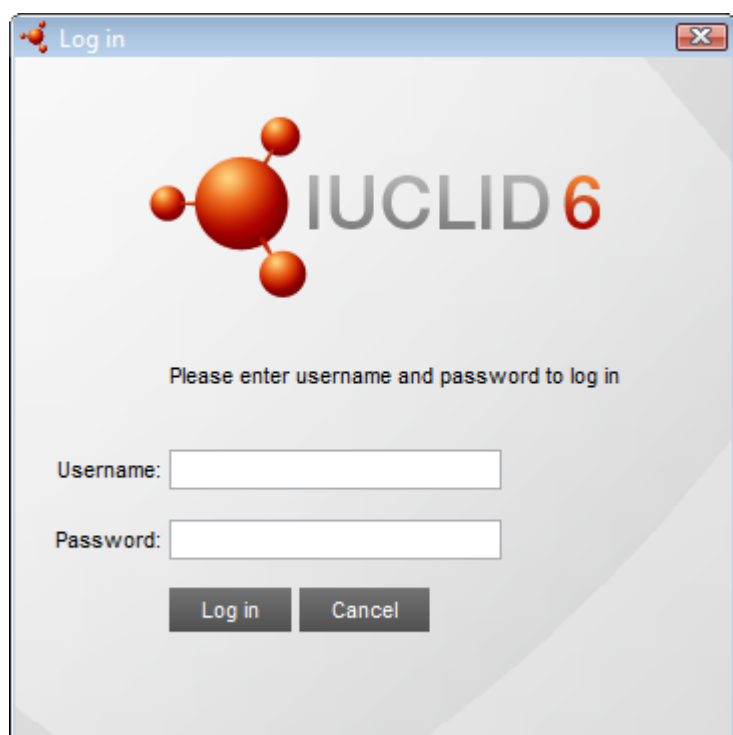 Log in
IUCLID 6
Please enter username and password to log in
Username:
Password:
Log in Cancel